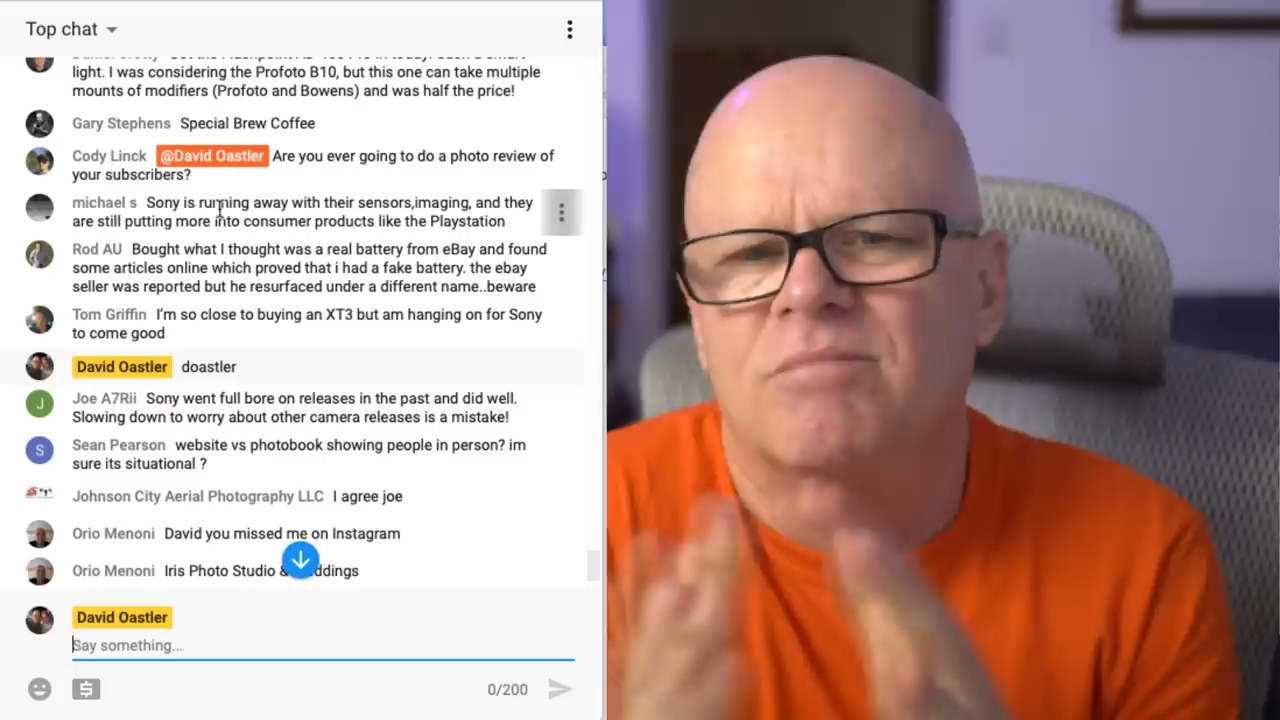 Top chat
light. I was considering the Profoto B10, but this one can take multiple
mounts of modifiers (Profoto and Bowens) and was half the price!
Gary Stephens Special Brew Coffee
Cody Linck @David Oastler Are you ever going to do a photo review of
your subscribers?
michael s Sony is running away with their sensors,imaging, and they
are still putting more into consumer products like the Playstation
Rod AU Bought what I thought was a real battery from eBay and found
some articles online which proved that i had a fake battery. the ebay
seller was reported but he resurfaced under a different name..beware
Tom Griffin I'm so close to buying an XT3 but am hanging on for Sony
to come good
David Oastler doastler
Joe A7Rii Sony went full bore on releases in the past and did well.
Slowing down to worry about other camera releases is a mistake!
Sean Pearson website vs photobook showing people in person? im
sure its situational ?
Johnson City Aerial Photography LLC I agree joe
Orio Menoni David you missed me on Instagram
Orio Menoni Iris Photo Studio &
David Oastler
Say something...
0/200